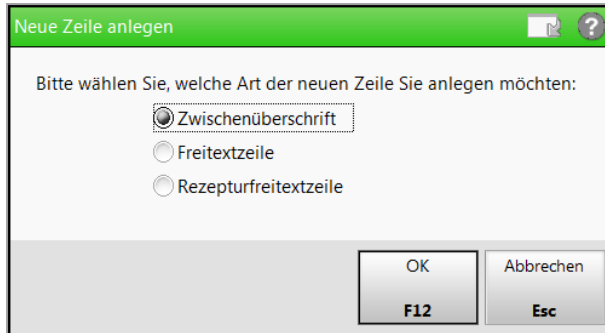 Neue Zeile anlegen
Bitte wählen Sie, welche Art der neuen Zeile Sie anlegen möchten:
Zwischenüberschrift
Freitextzeile
Rezepturfreitextzeile
OK Abbrechen
F12 Esc